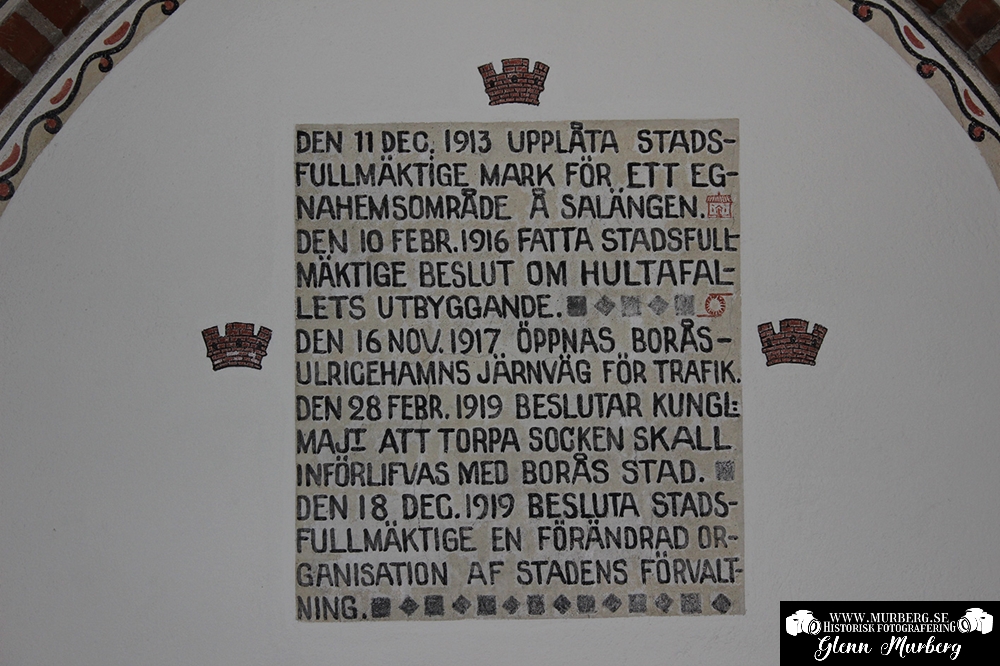 DEN 11 DEC. 1913 UPPLÅTA STADS-
FULLMÄKTIGE MARK FÖR ETT EG-
NAHEMSOMRÅDE Å SALÄNGEN.
DEN 10 FEBR. 1916 FATTA STADSFULL-
MÄKTIGE BESLUT OM HULTAFAL-
LETS UTBYGGANDE.
DEN 16 NOV. 1917 ÖPPNAS BORÅS-
ULRICEHAMNS JÄRNVÄG FÖR TRAFIK.
DEN 28 FEBR. 1919 BESLUTAR KUNGL:
MAJT ATT TORPA SOCKEN SKALL
INFÖRLIFVAS MED BORÅS STAD.
DEN 18 DEC. 1919 BESLUTA STADS-
FULLMÄKTIGE EN FÖRÄNDRAD OR-
GANISATION AF STADENS FÖRVALT-
NING.
WWW.MURBERG.SE
HISTORISK FOTOGRAFERING
Glenn Murberg